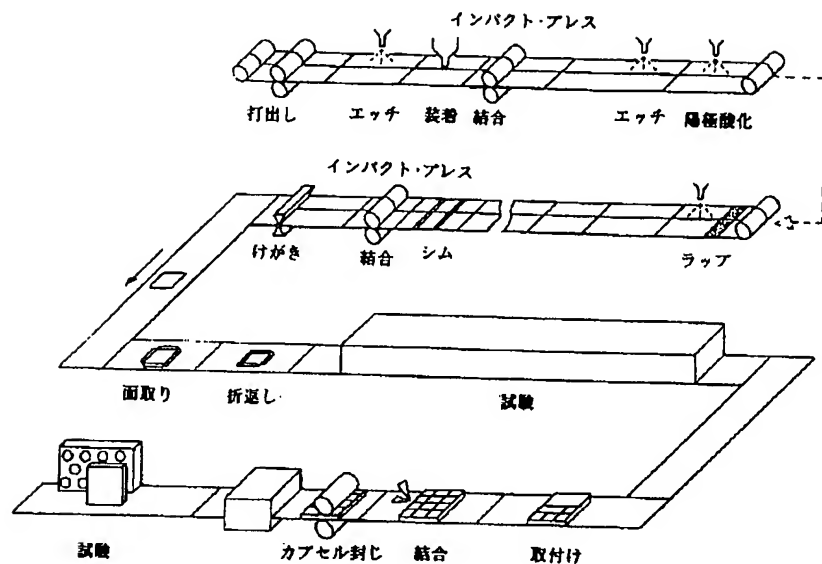 インパクト・プレス
打出し エッチ 装着 結合 エッチ 陽極酸化
インパクト・プレス
けがき 結合 シム ラップ
面取り 折返し 試験
試験 カプセル封じ 結合 取付け